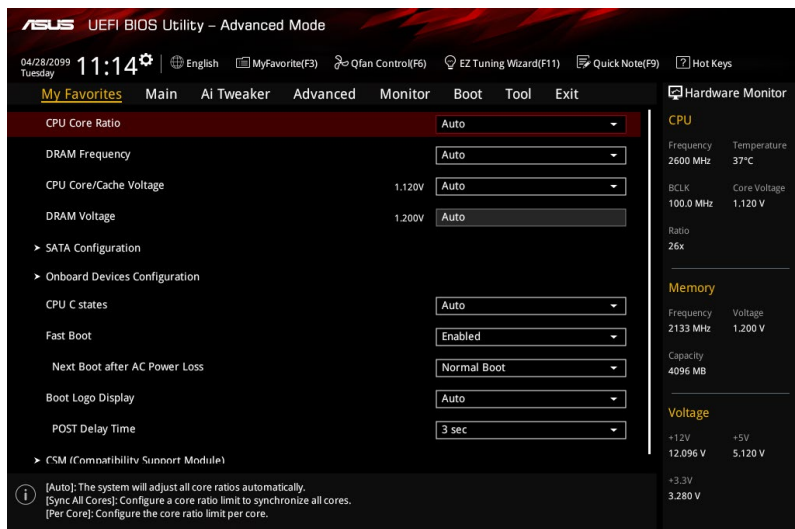 ASUS UEFI BIOS Utility – Advanced Mode
04/28/2099
Tuesday
11:14
English
MyFavorite(F3)
Qfan Control(F6)
EZ Tuning Wizard(F11)
Quick Note(F9)
? Hot Keys
My Favorites
Main
Ai Tweaker
Advanced
Monitor
Boot
Tool
Exit
CPU Core Ratio Auto
DRAM Frequency Auto
CPU Core/Cache Voltage 1.120V Auto
DRAM Voltage 1.200V Auto
> SATA Configuration
> Onboard Devices Configuration
CPU C states Auto
Fast Boot Enabled
Next Boot after AC Power Loss Normal Boot
Boot Logo Display Auto
POST Delay Time 3 sec
> CSM (Compatibility Support Module)
[Auto]: The system will adjust all core ratios automatically.
[Sync All Cores]: Configure a core ratio limit to synchronize all cores.
[Per Core]: Configure the core ratio limit per core.
Hardware Monitor
CPU
Frequency Temperature
2600 MHz 37°C
BCLK Core Voltage
100.0 MHz 1.120 V
Ratio
26x
Memory
Frequency Voltage
2133 MHz 1.200 V
Capacity
4096 MB
Voltage
+12V +5V
12.096 V 5.120 V
+3.3V
3.280 V